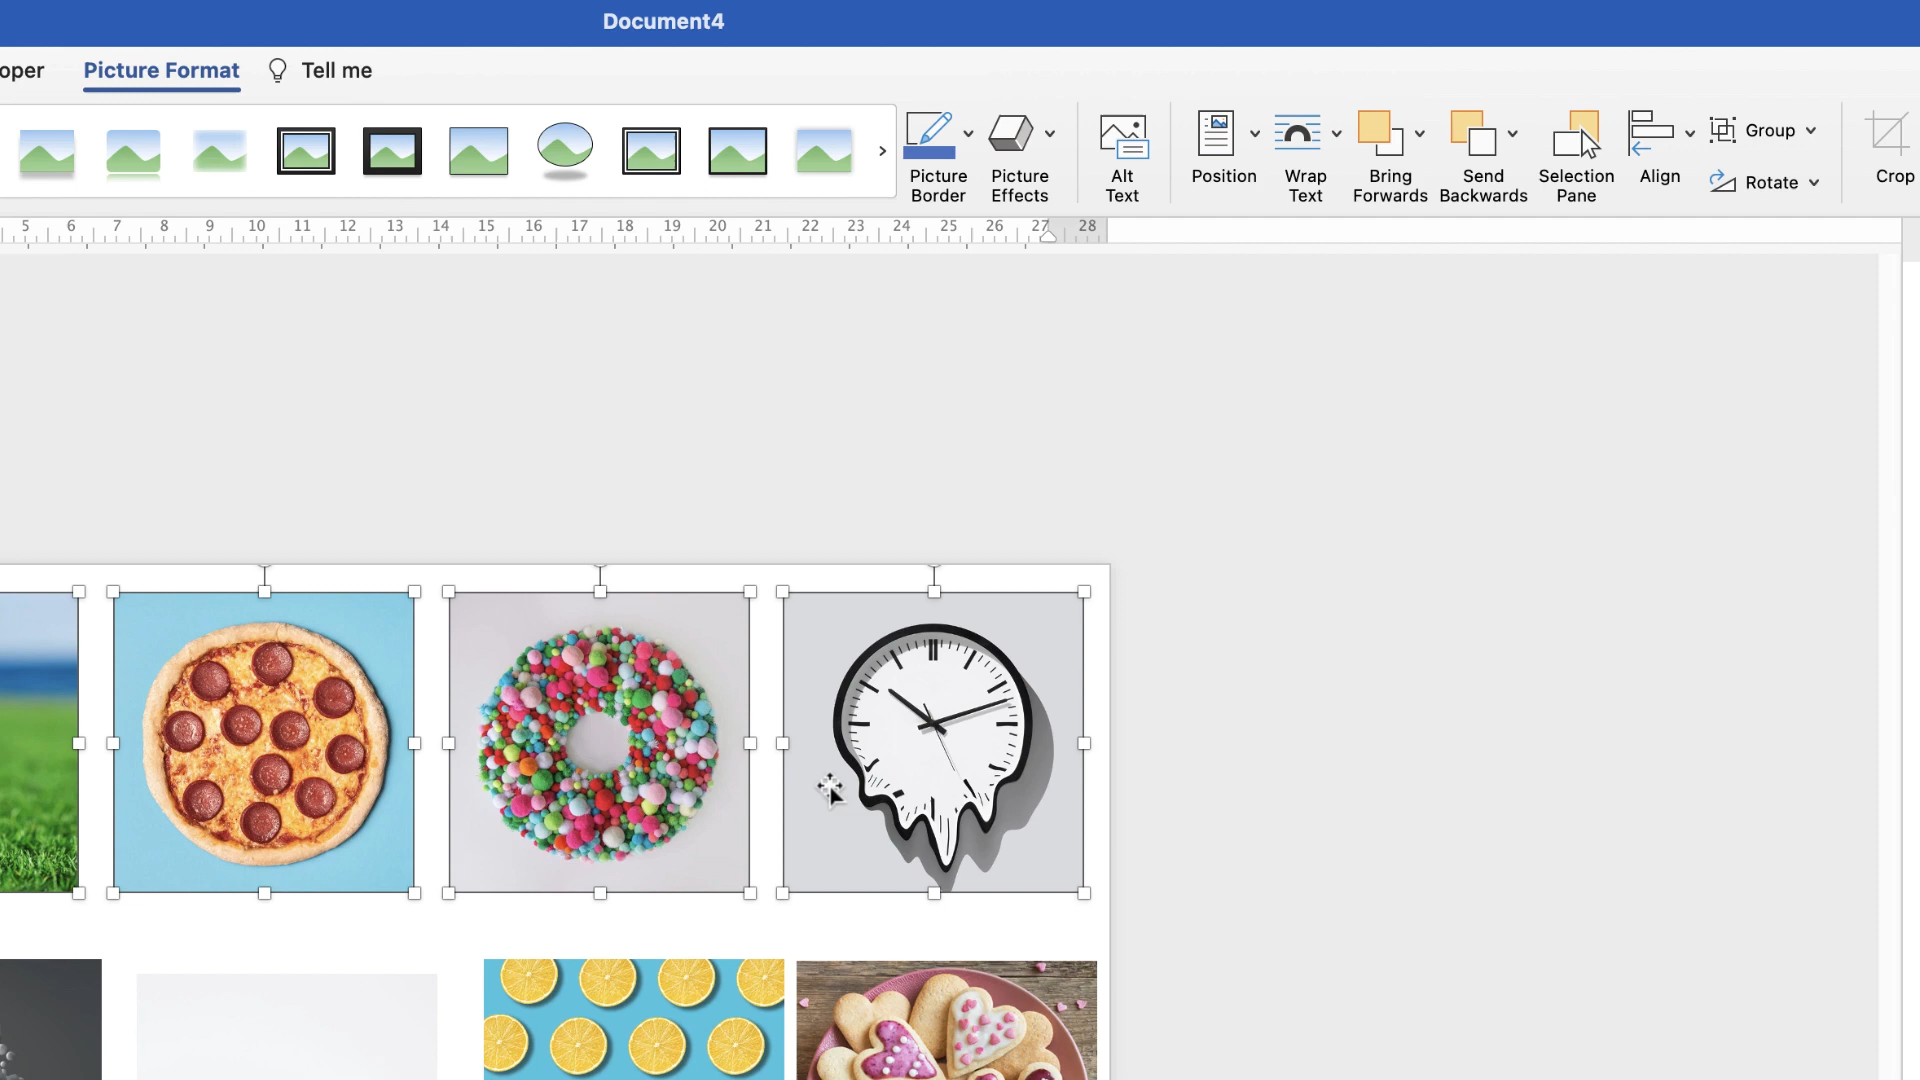 Document4
oper Picture Format Tell me
Group
Picture Border
Picture Effects
Alt Text
Position
Wrap Text
Bring Forwards
Send Backwards
Selection Pane
Align
Rotate
Crop
5 6 7 8 9 10 11 12 13 14 15 16 17 18 19 20 21 22 23 24 25 26 27 28